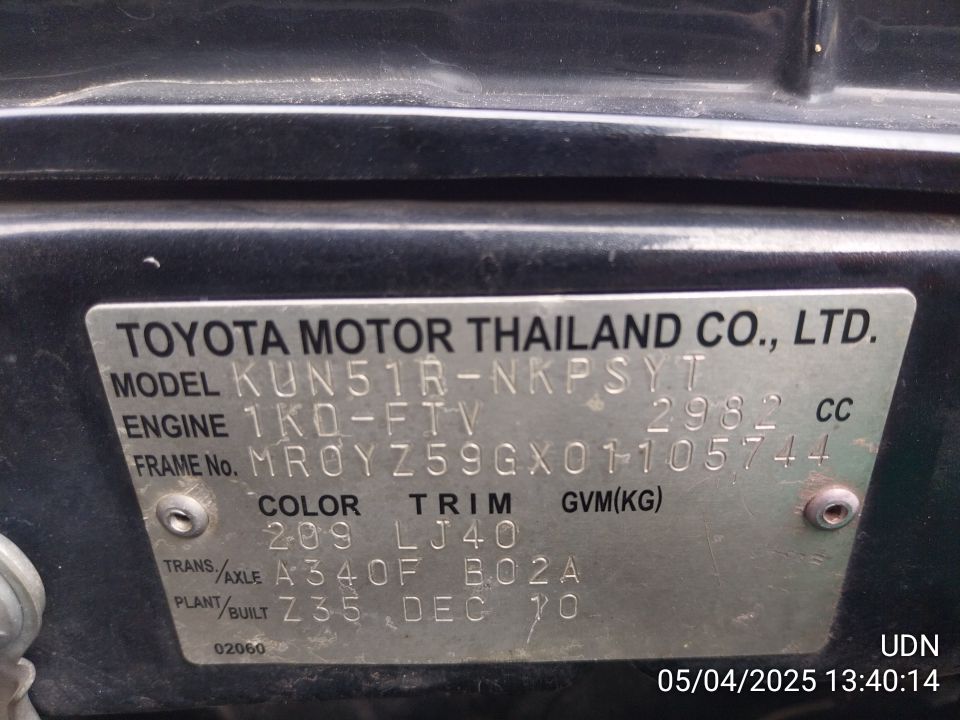 TOYOTA MOTOR THAILAND CO., LTD.
MODEL KUN51R-NKPSYT
ENGINE 1KD-FTV 2982 CC
FRAME No. MR0YZ59GX01105744
COLOR TRIM GVM(KG)
209 LJ40
TRANS./AXLE A340F B02A
PLANT/BUILT Z35 DEC 10
02060
UDN
05/04/2025 13:40:14